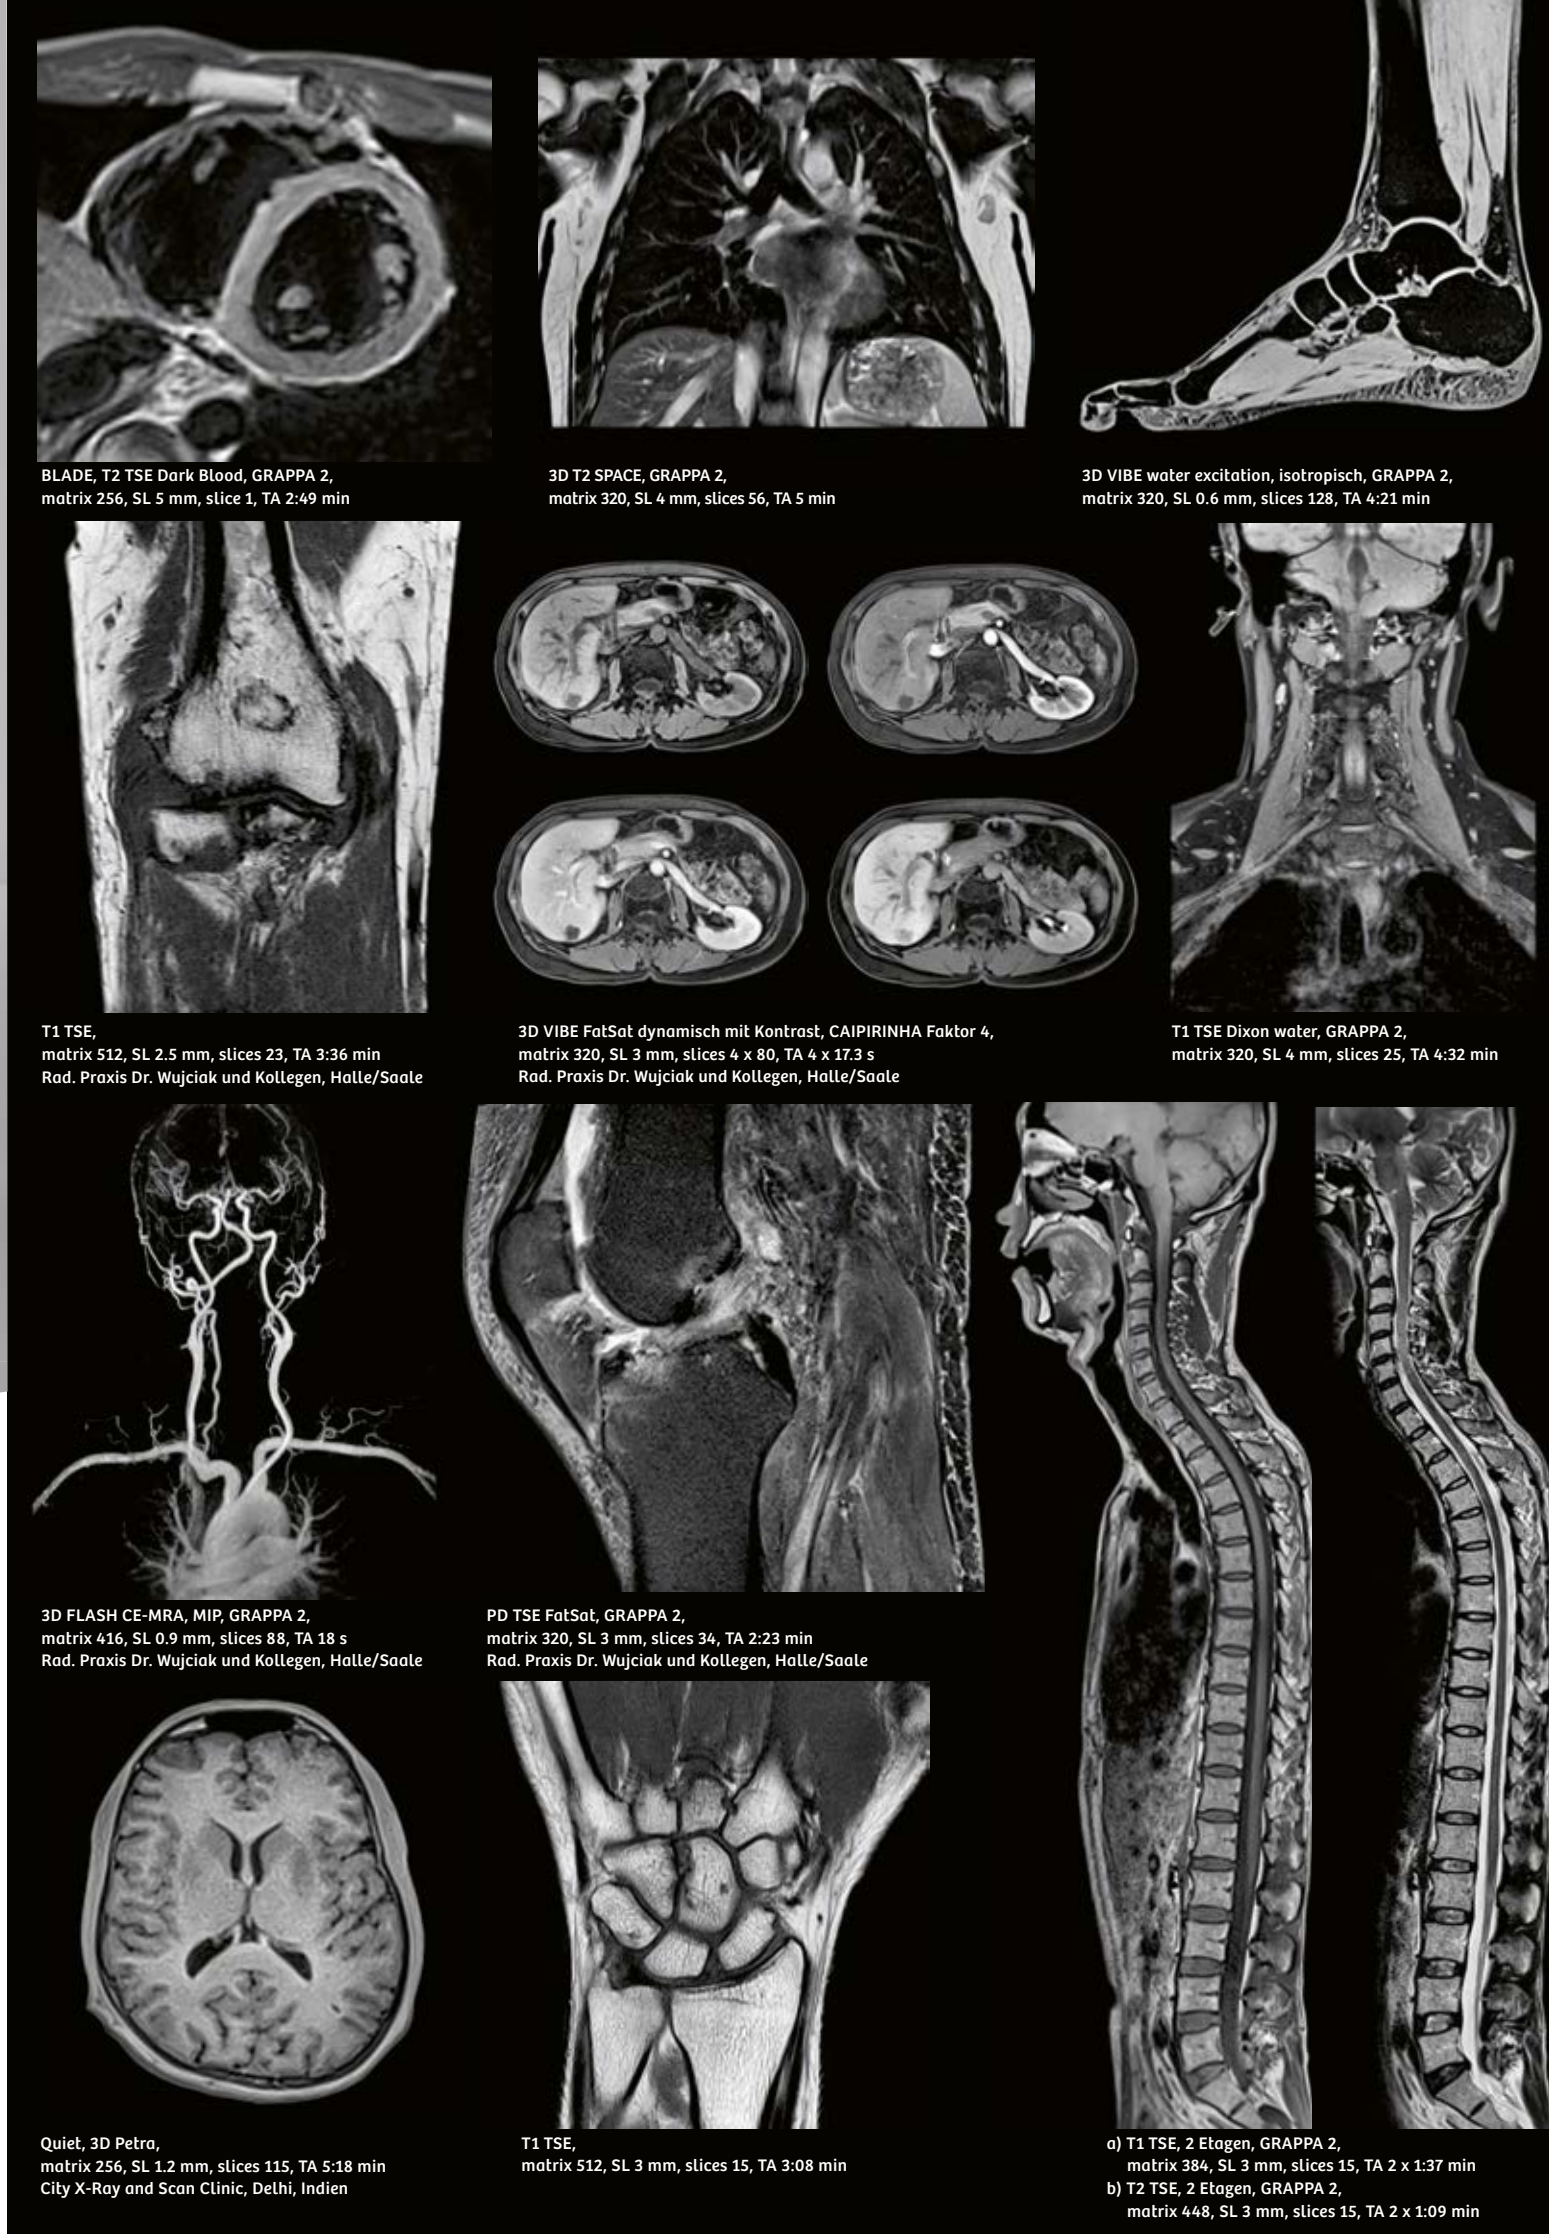 BLADE, T2 TSE Dark Blood, GRAPPA 2,
matrix 256, SL 5 mm, slice 1, TA 2:49 min
3D T2 SPACE, GRAPPA 2,
matrix 320, SL 4 mm, slices 56, TA 5 min
3D VIBE water excitation, isotropisch, GRAPPA 2,
matrix 320, SL 0.6 mm, slices 128, TA 4:21 min
T1 TSE,
matrix 512, SL 2.5 mm, slices 23, TA 3:36 min
Rad. Praxis Dr. Wujciak und Kollegen, Halle/Saale
3D VIBE FatSat dynamisch mit Kontrast, CAIPIRINHA Faktor 4,
matrix 320, SL 3 mm, slices 4 x 80, TA 4 x 17.3 s
Rad. Praxis Dr. Wujciak und Kollegen, Halle/Saale
T1 TSE Dixon water, GRAPPA 2,
matrix 320, SL 4 mm, slices 25, TA 4:32 min
3D FLASH CE-MRA, MIP, GRAPPA 2,
matrix 416, SL 0.9 mm, slices 88, TA 18 s
Rad. Praxis Dr. Wujciak und Kollegen, Halle/Saale
PD TSE FatSat, GRAPPA 2,
matrix 320, SL 3 mm, slices 34, TA 2:23 min
Rad. Praxis Dr. Wujciak und Kollegen, Halle/Saale
Quiet, 3D Petra,
matrix 256, SL 1.2 mm, slices 115, TA 5:18 min
City X-Ray and Scan Clinic, Delhi, Indien
T1 TSE,
matrix 512, SL 3 mm, slices 15, TA 3:08 min
a) T1 TSE, 2 Etagen, GRAPPA 2,
matrix 384, SL 3 mm, slices 15, TA 2 x 1:37 min
b) T2 TSE, 2 Etagen, GRAPPA 2,
matrix 448, SL 3 mm, slices 15, TA 2 x 1:09 min